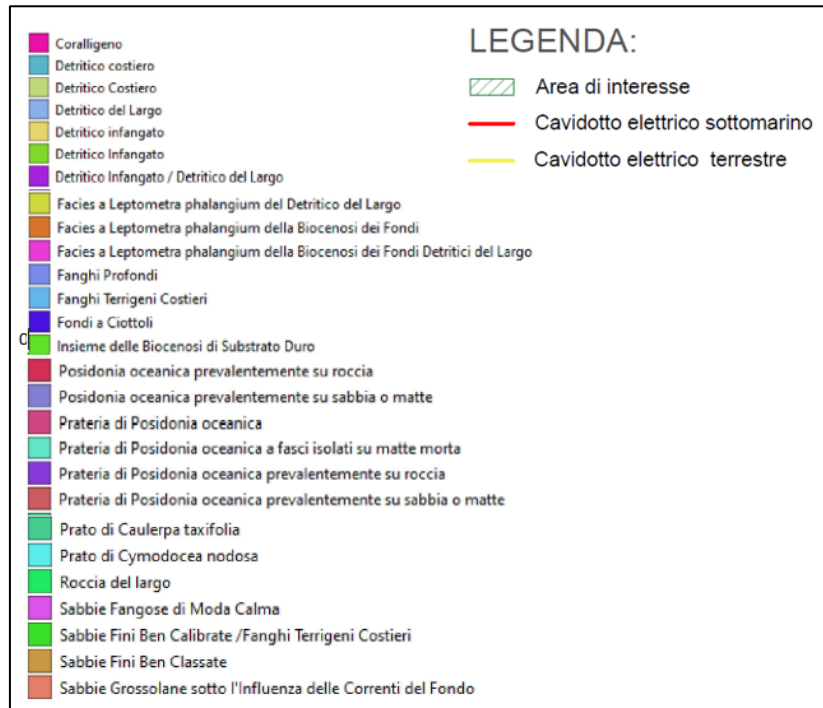 Coralligeno
Detritico costiero
Detritico Costiero
Detritico del Largo
Detritico infangato
Detritico Infangato
Detritico Infangato / Detritico del Largo
Facies a Leptometra phalangium del Detritico del Largo
Facies a Leptometra phalangium della Biocenosi dei Fondi
Facies a Leptometra phalangium della Biocenosi dei Fondi Detritici del Largo
Fanghi Profondi
Fanghi Terrigeni Costieri
Fondi a Ciottoli
Insieme delle Biocenosi di Substrato Duro
Posidonia oceanica prevalentemente su roccia
Posidonia oceanica prevalentemente su sabbia o matte
Prateria di Posidonia oceanica
Prateria di Posidonia oceanica a fasci isolati su matte morta
Prateria di Posidonia oceanica prevalentemente su roccia
Prateria di Posidonia oceanica prevalentemente su sabbia o matte
Prato di Caulerpa taxifolia
Prato di Cymodocea nodosa
Roccia del largo
Sabbie Fangose di Moda Calma
Sabbie Fini Ben Calibrate /Fanghi Terrigeni Costieri
Sabbie Fini Ben Classate
Sabbie Grossolane sotto l'Influenza delle Correnti del Fondo
LEGENDA:
Area di interesse
Cavidotto elettrico sottomarino
Cavidotto elettrico terrestre